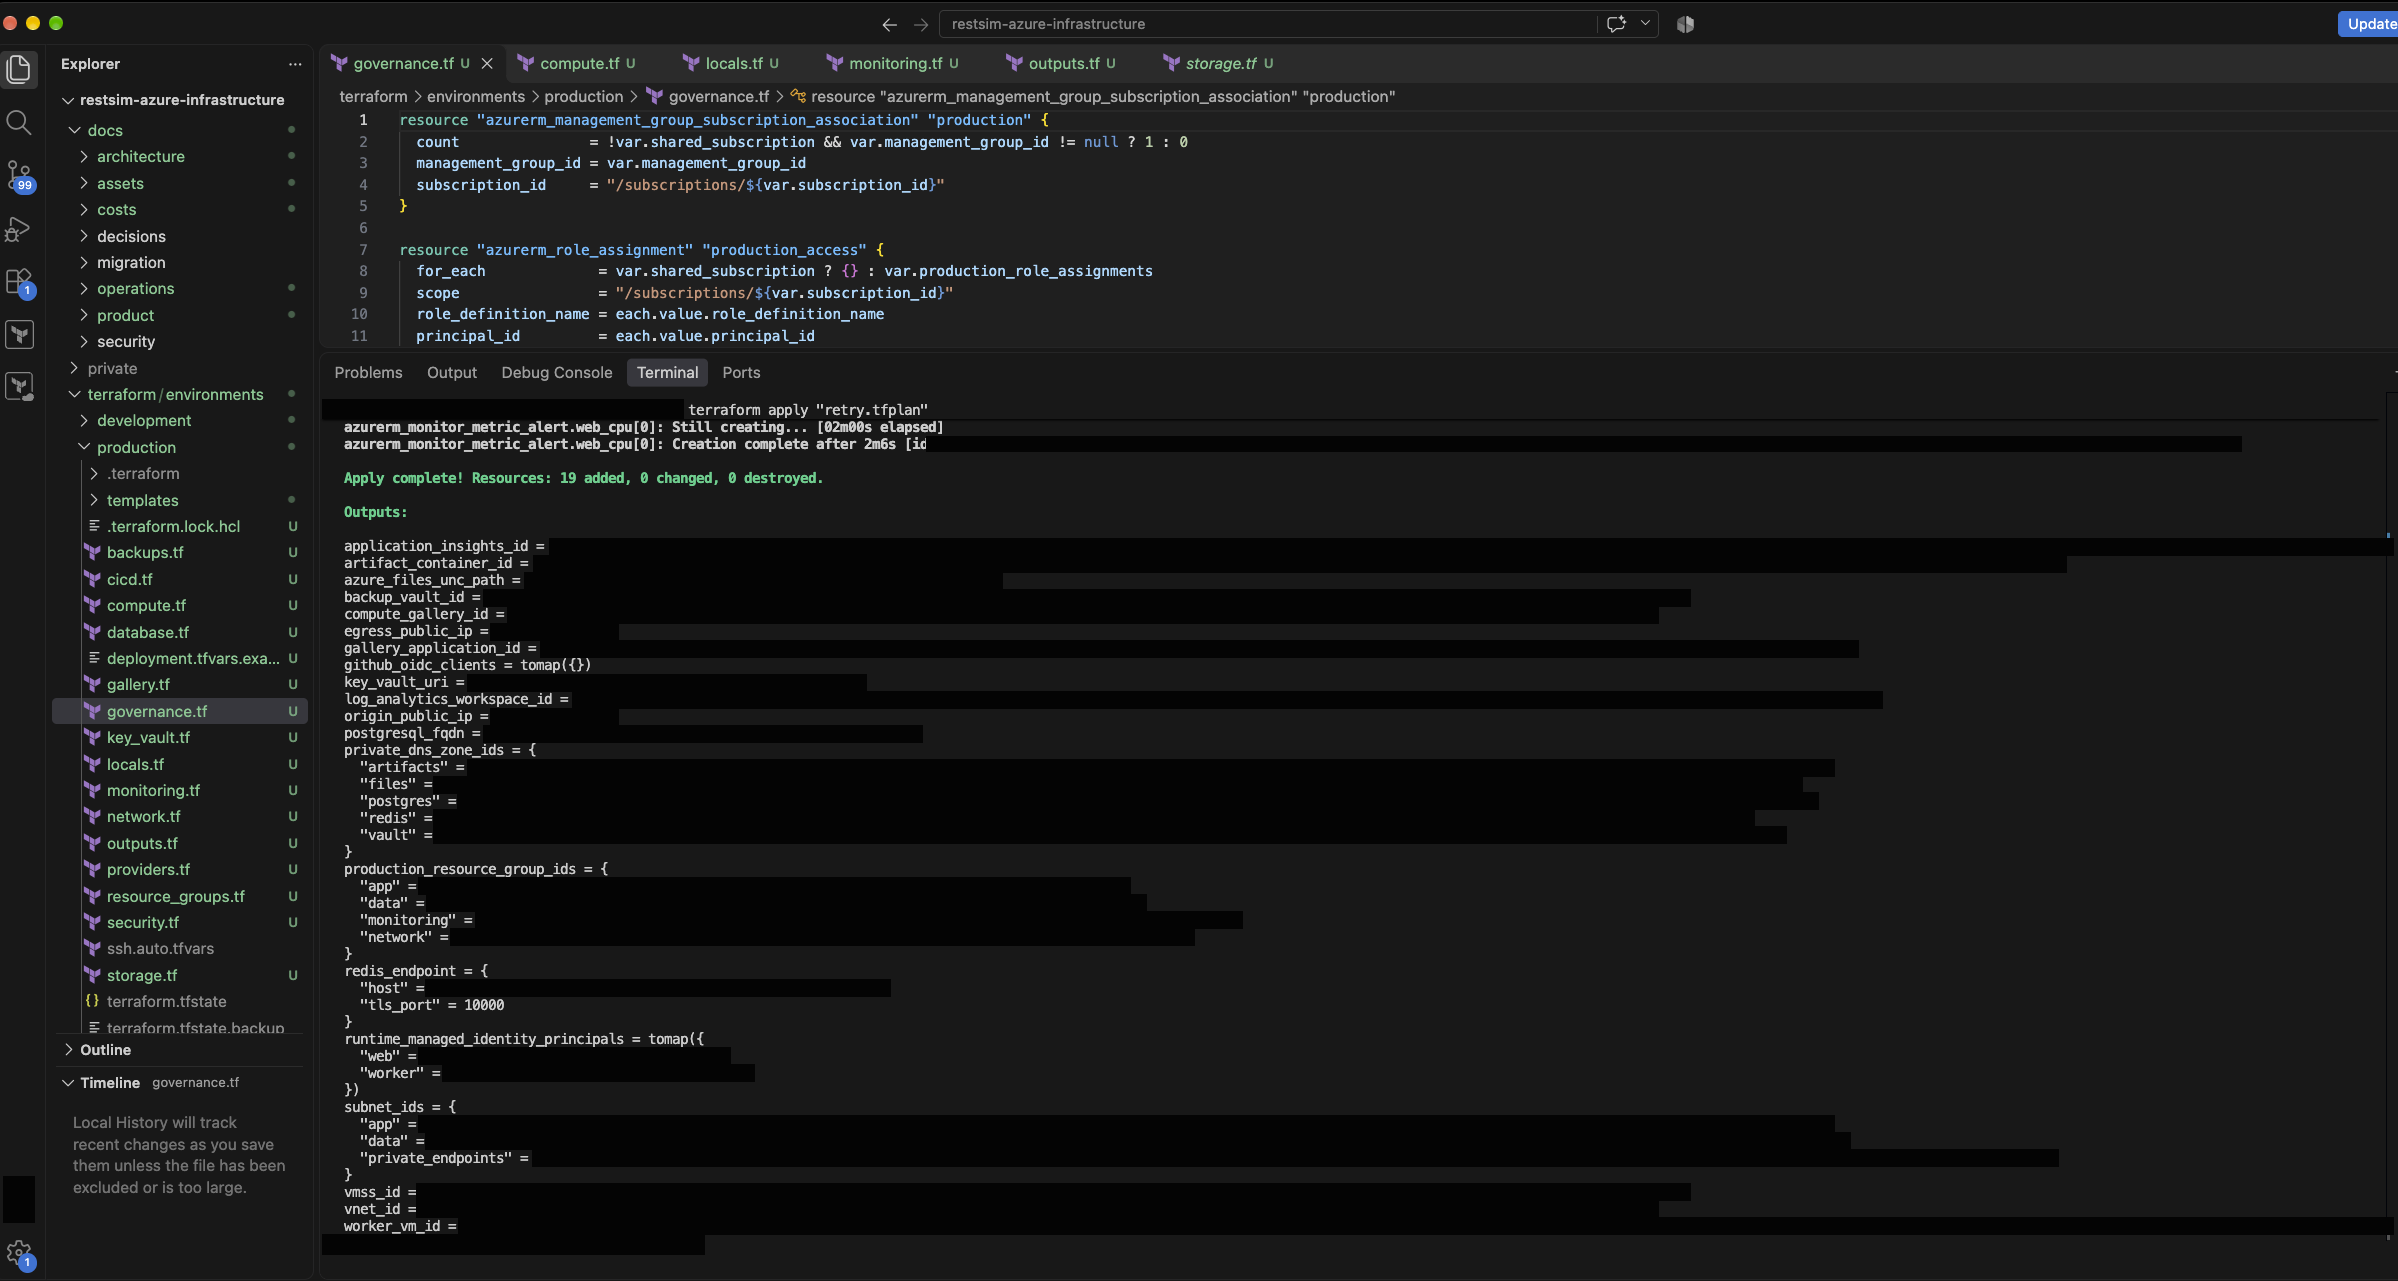 restsim-azure-infrastructure
Update
Explorer
restsim-azure-infrastructure
docs
architecture
assets
costs
decisions
migration
operations
product
security
private
terraform/environments
development
production
.terraform
templates
.terraform.lock.hcl U
backups.tf U
cicd.tf U
compute.tf U
database.tf U
deployment.tfvars.exa... U
gallery.tf U
governance.tf U
key_vault.tf U
locals.tf U
monitoring.tf U
network.tf U
outputs.tf U
providers.tf U
resource_groups.tf U
security.tf U
ssh.auto.tfvars
storage.tf U
terraform.tfstate
terraform.tfstate.backup
Outline
Timeline governance.tf
Local History will track
recent changes as you save
them unless the file has been
excluded or is too large.
99
1
1
governance.tf U compute.tf U locals.tf U monitoring.tf U outputs.tf U storage.tf U
terraform > environments > production > governance.tf > resource "azurerm_management_group_subscription_association" "production"
1 resource "azurerm_management_group_subscription_association" "production" {
2 count = !var.shared_subscription && var.management_group_id != null ? 1 : 0
3 management_group_id = var.management_group_id
4 subscription_id = "/subscriptions/${var.subscription_id}"
5 }
6
7 resource "azurerm_role_assignment" "production_access" {
8 for_each = var.shared_subscription ? {} : var.production_role_assignments
9 scope = "/subscriptions/${var.subscription_id}"
10 role_definition_name = each.value.role_definition_name
11 principal_id = each.value.principal_id
Problems Output Debug Console Terminal Ports
terraform apply "retry.tfplan"
azurerm_monitor_metric_alert.web_cpu[0]: Still creating... [02m00s elapsed]
azurerm_monitor_metric_alert.web_cpu[0]: Creation complete after 2m6s [id
Apply complete! Resources: 19 added, 0 changed, 0 destroyed.
Outputs:
application_insights_id =
artifact_container_id =
azure_files_unc_path =
backup_vault_id =
compute_gallery_id =
egress_public_ip =
gallery_application_id =
github_oidc_clients = tomap({})
key_vault_uri =
log_analytics_workspace_id =
origin_public_ip =
postgresql_fqdn =
private_dns_zone_ids = {
"artifacts" =
"files" =
"postgres" =
"redis" =
"vault" =
}
production_resource_group_ids = {
"app" =
"data" =
"monitoring" =
"network" =
}
redis_endpoint = {
"host" =
"tls_port" = 10000
}
runtime_managed_identity_principals = tomap({
"web" =
"worker" =
})
subnet_ids = {
"app" =
"data" =
"private_endpoints" =
}
vmss_id =
vnet_id =
worker_vm_id =